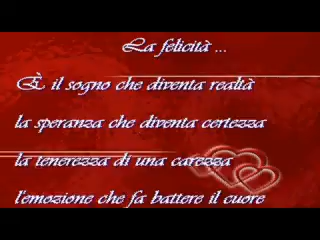 La felicità ...
È il sogno che diventa realtà
la speranza che diventa certezza
la tenerezza di una carezza
l'emozione che fa battere il cuore